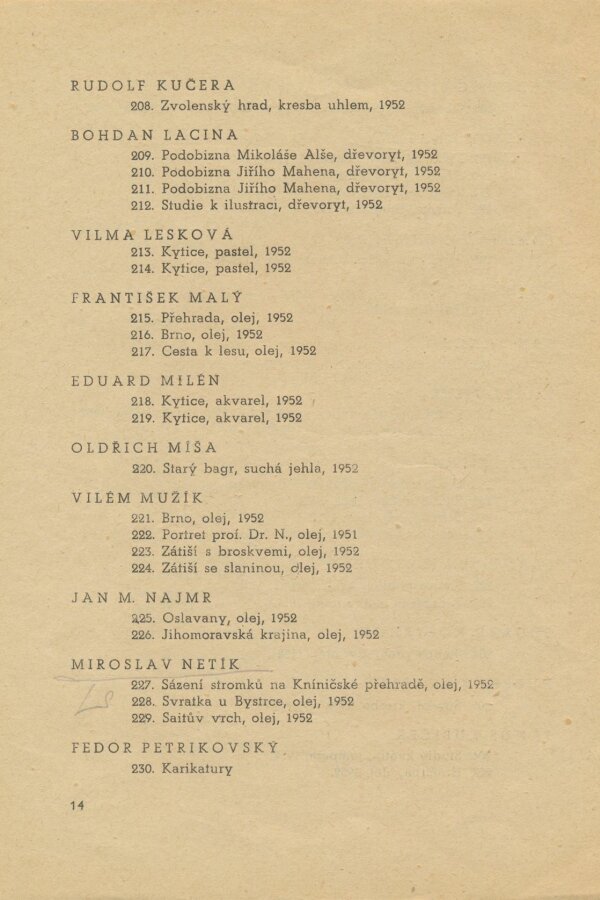 RUDOLF KUČERA
208. Zvolenský hrad, kresba uhlem, 1952
BOHDAN LACINA
209. Podobizna Mikoláše Alše, dřevoryt, 1952
210. Podobizna Jiřího Mahena, dřevoryt, 1952
211. Podobizna Jiřího Mahena, dřevoryt, 1952
212. Studie k ilustraci, dřevoryt, 1952
VILMA LESKOVÁ
213. Kytice, pastel, 1952
214. Kytice, pastel, 1952
FRANTIŠEK MALÝ
215. Přehrada, olej, 1952
216. Brno, olej, 1952
217. Cesta k lesu, olej, 1952
EDUARD MILÉN
218. Kytice, akvarel, 1952
219. Kytice, akvarel, 1952
OLDŘICH MÍŠA
220. Starý bagr, suchá jehla, 1952
VILÉM MUŽÍK
221. Brno, olej, 1952
222. Portret prof. Dr. N., olej, 1951
223. Zátiší s broskvemi, olej, 1952
224. Zátiší se slaninou, olej, 1952
JAN M. NAJMR
225. Oslavany, olej, 1952
226. Jihomoravská krajina, olej, 1952
MIROSLAV NETÍK
227. Sázení stromků na Kníničské přehradě, olej, 1952
228. Svratka u Bystrce, olej, 1952
229. Saitův vrch, olej, 1952
FEDOR PETRIKOVSKÝ
230. Karikatury
14